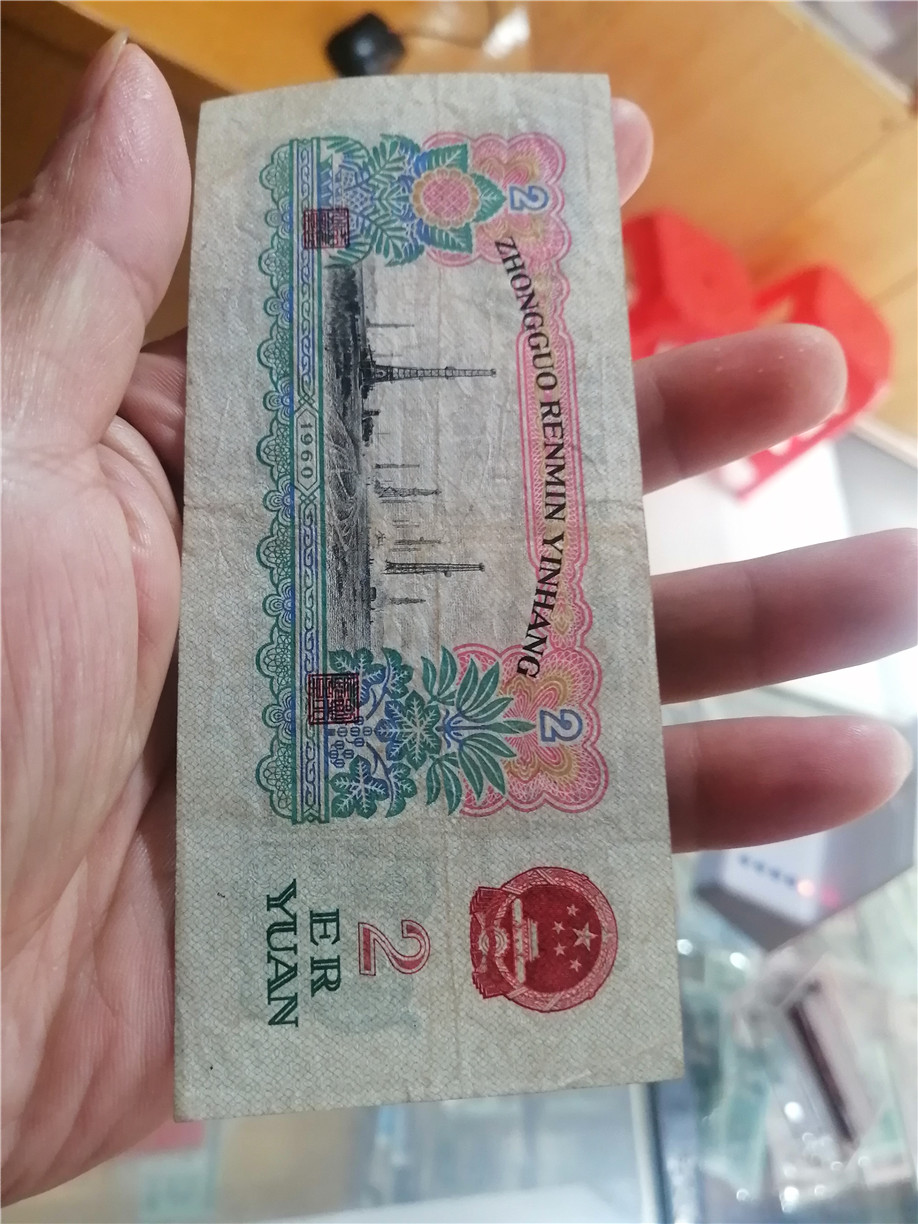 ZHONGGUO RENMIN YINHANG
2
2
1960
2
ER
YUAN